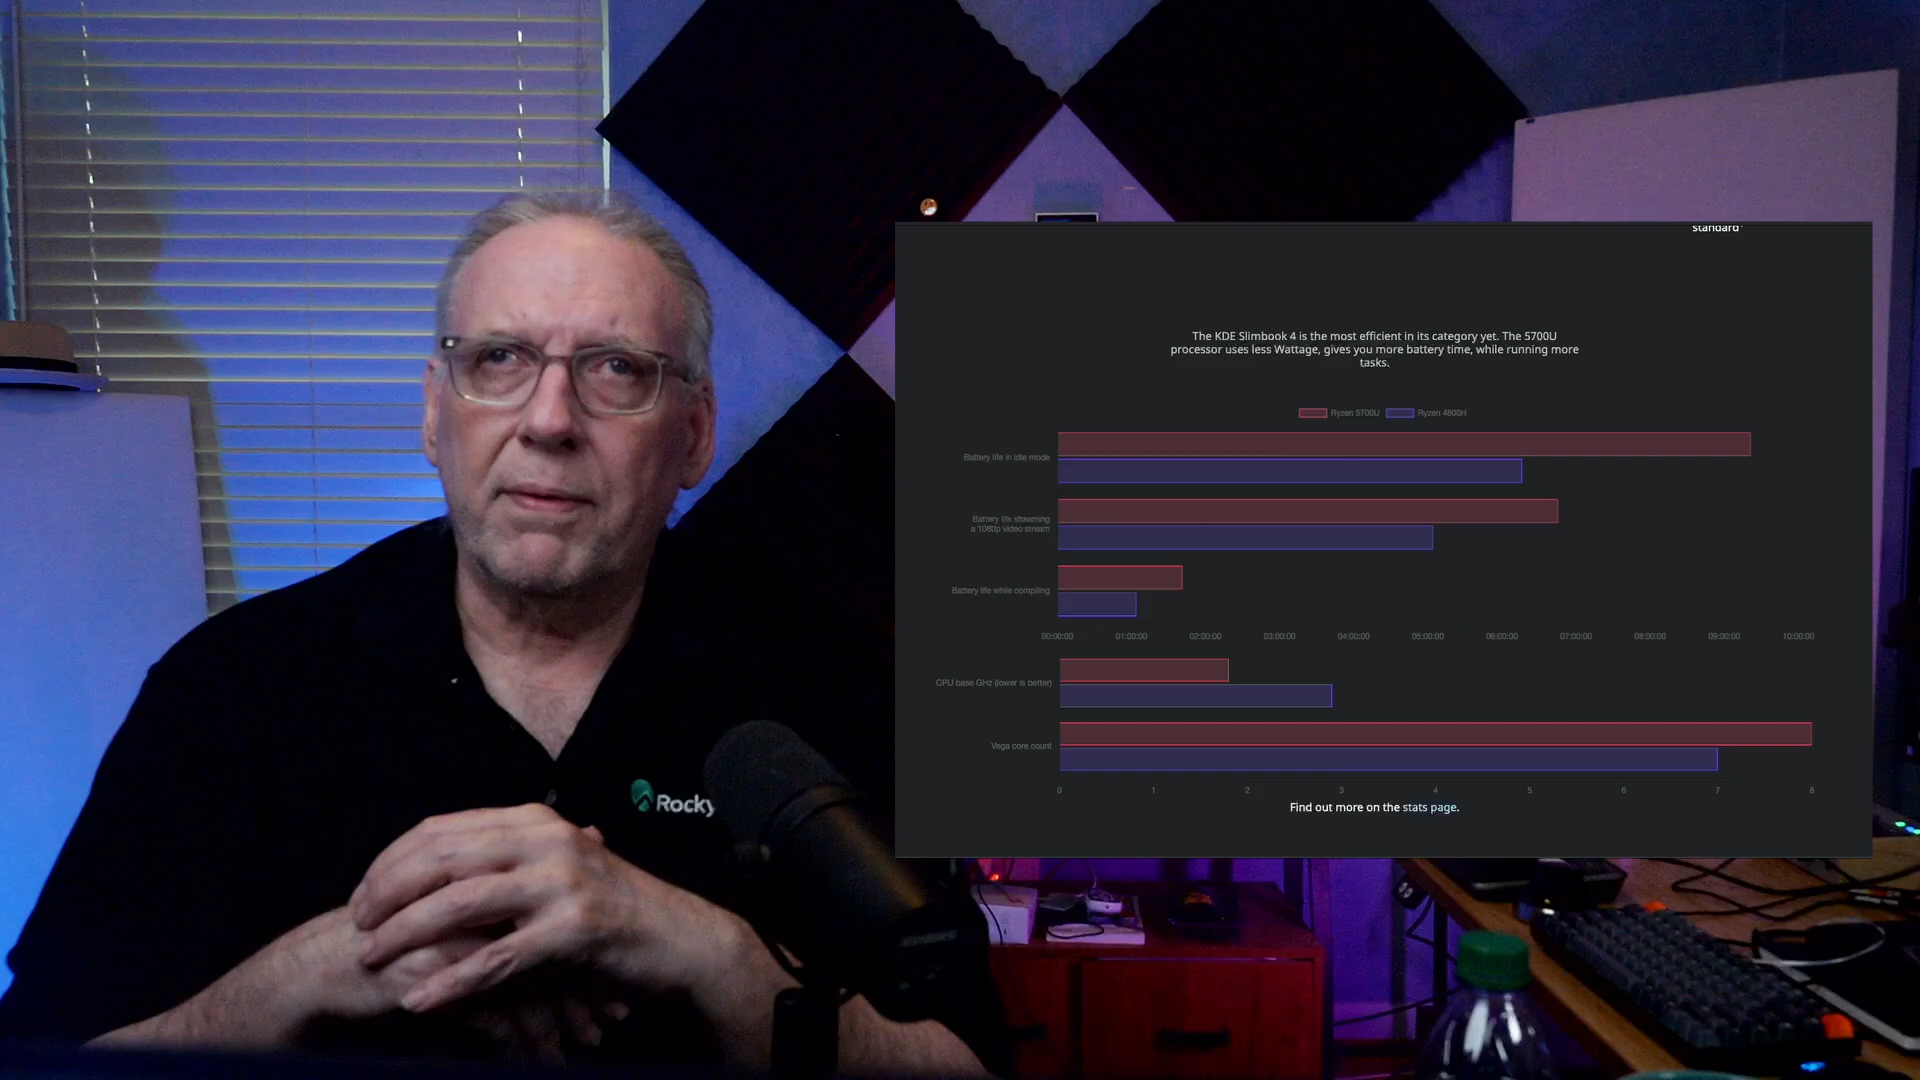 standard
The KDE Slimbook 4 is the most efficient in its category yet. The 5700U
processor uses less Wattage, gives you more battery time, while running more
tasks.
Ryzen 5700U Ryzen 4800H
Battery life in idle mode
Battery life streaming
a 1080p video stream
Battery life while compiling
00:00:00 01:00:00 02:00:00 03:00:00 04:00:00 05:00:00 06:00:00 07:00:00 08:00:00 09:00:00 10:00:00
CPU base GHz (lower is better)
Vega core count
0 1 2 3 4 5 6 7 8
Find out more on the stats page.
Rocky